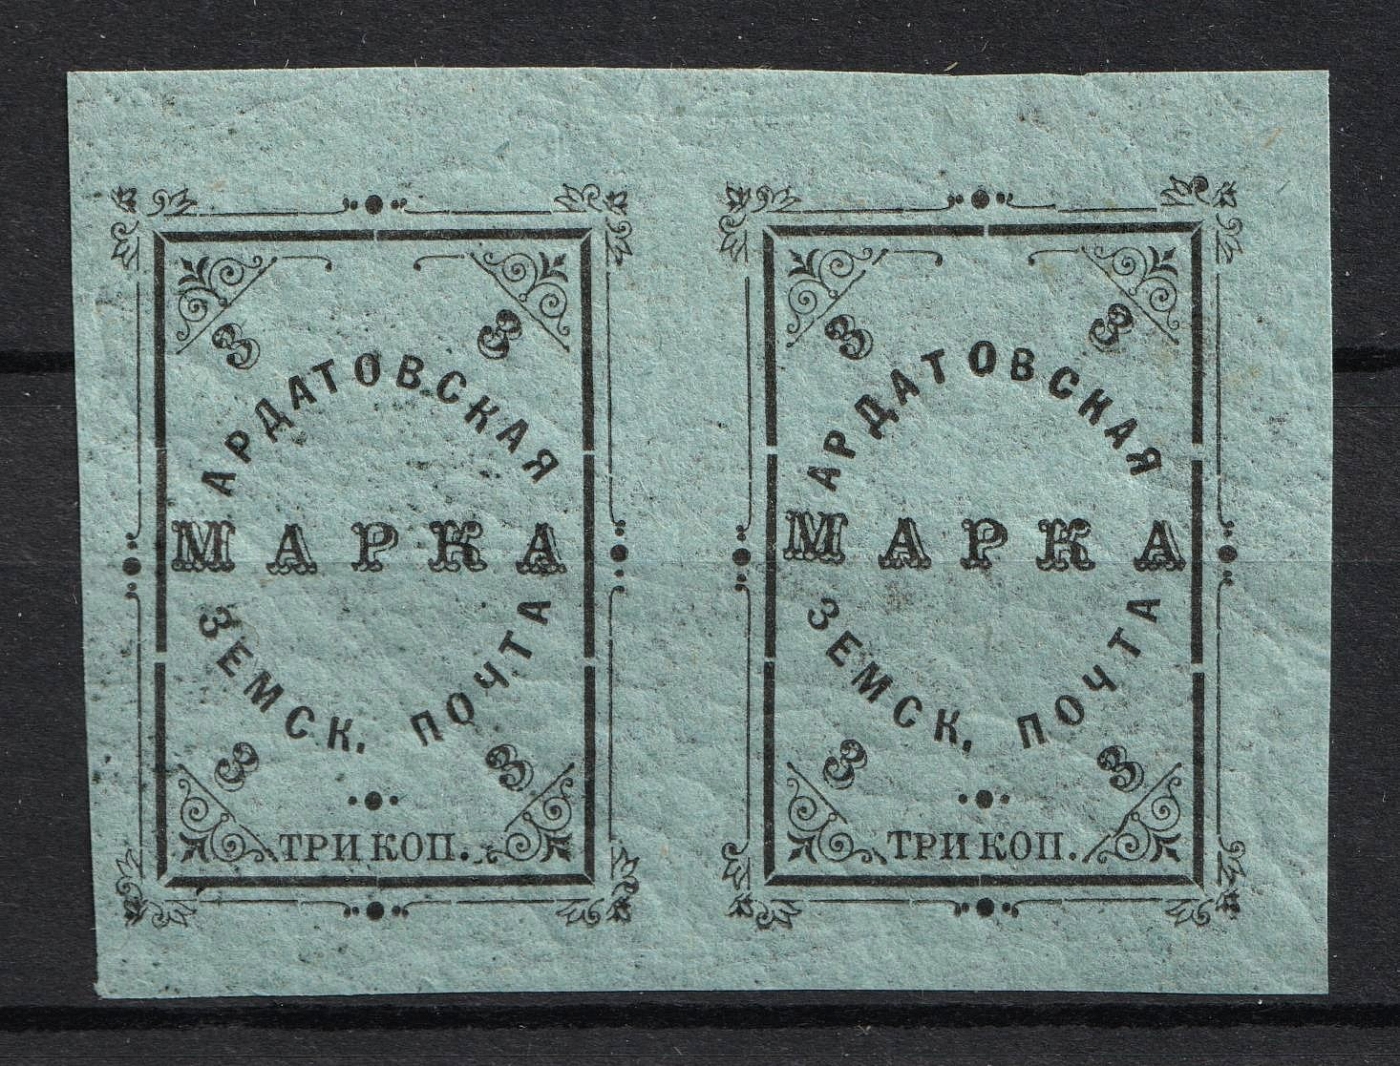 3 3
АРДАТОВСКАЯ
МАРКА
ЗЕМСК. ПОЧТА
3 3
ТРИ КОП.
3 3
АРДАТОВСКАЯ
МАРКА
ЗЕМСК. ПОЧТА
3 3
ТРИ КОП.